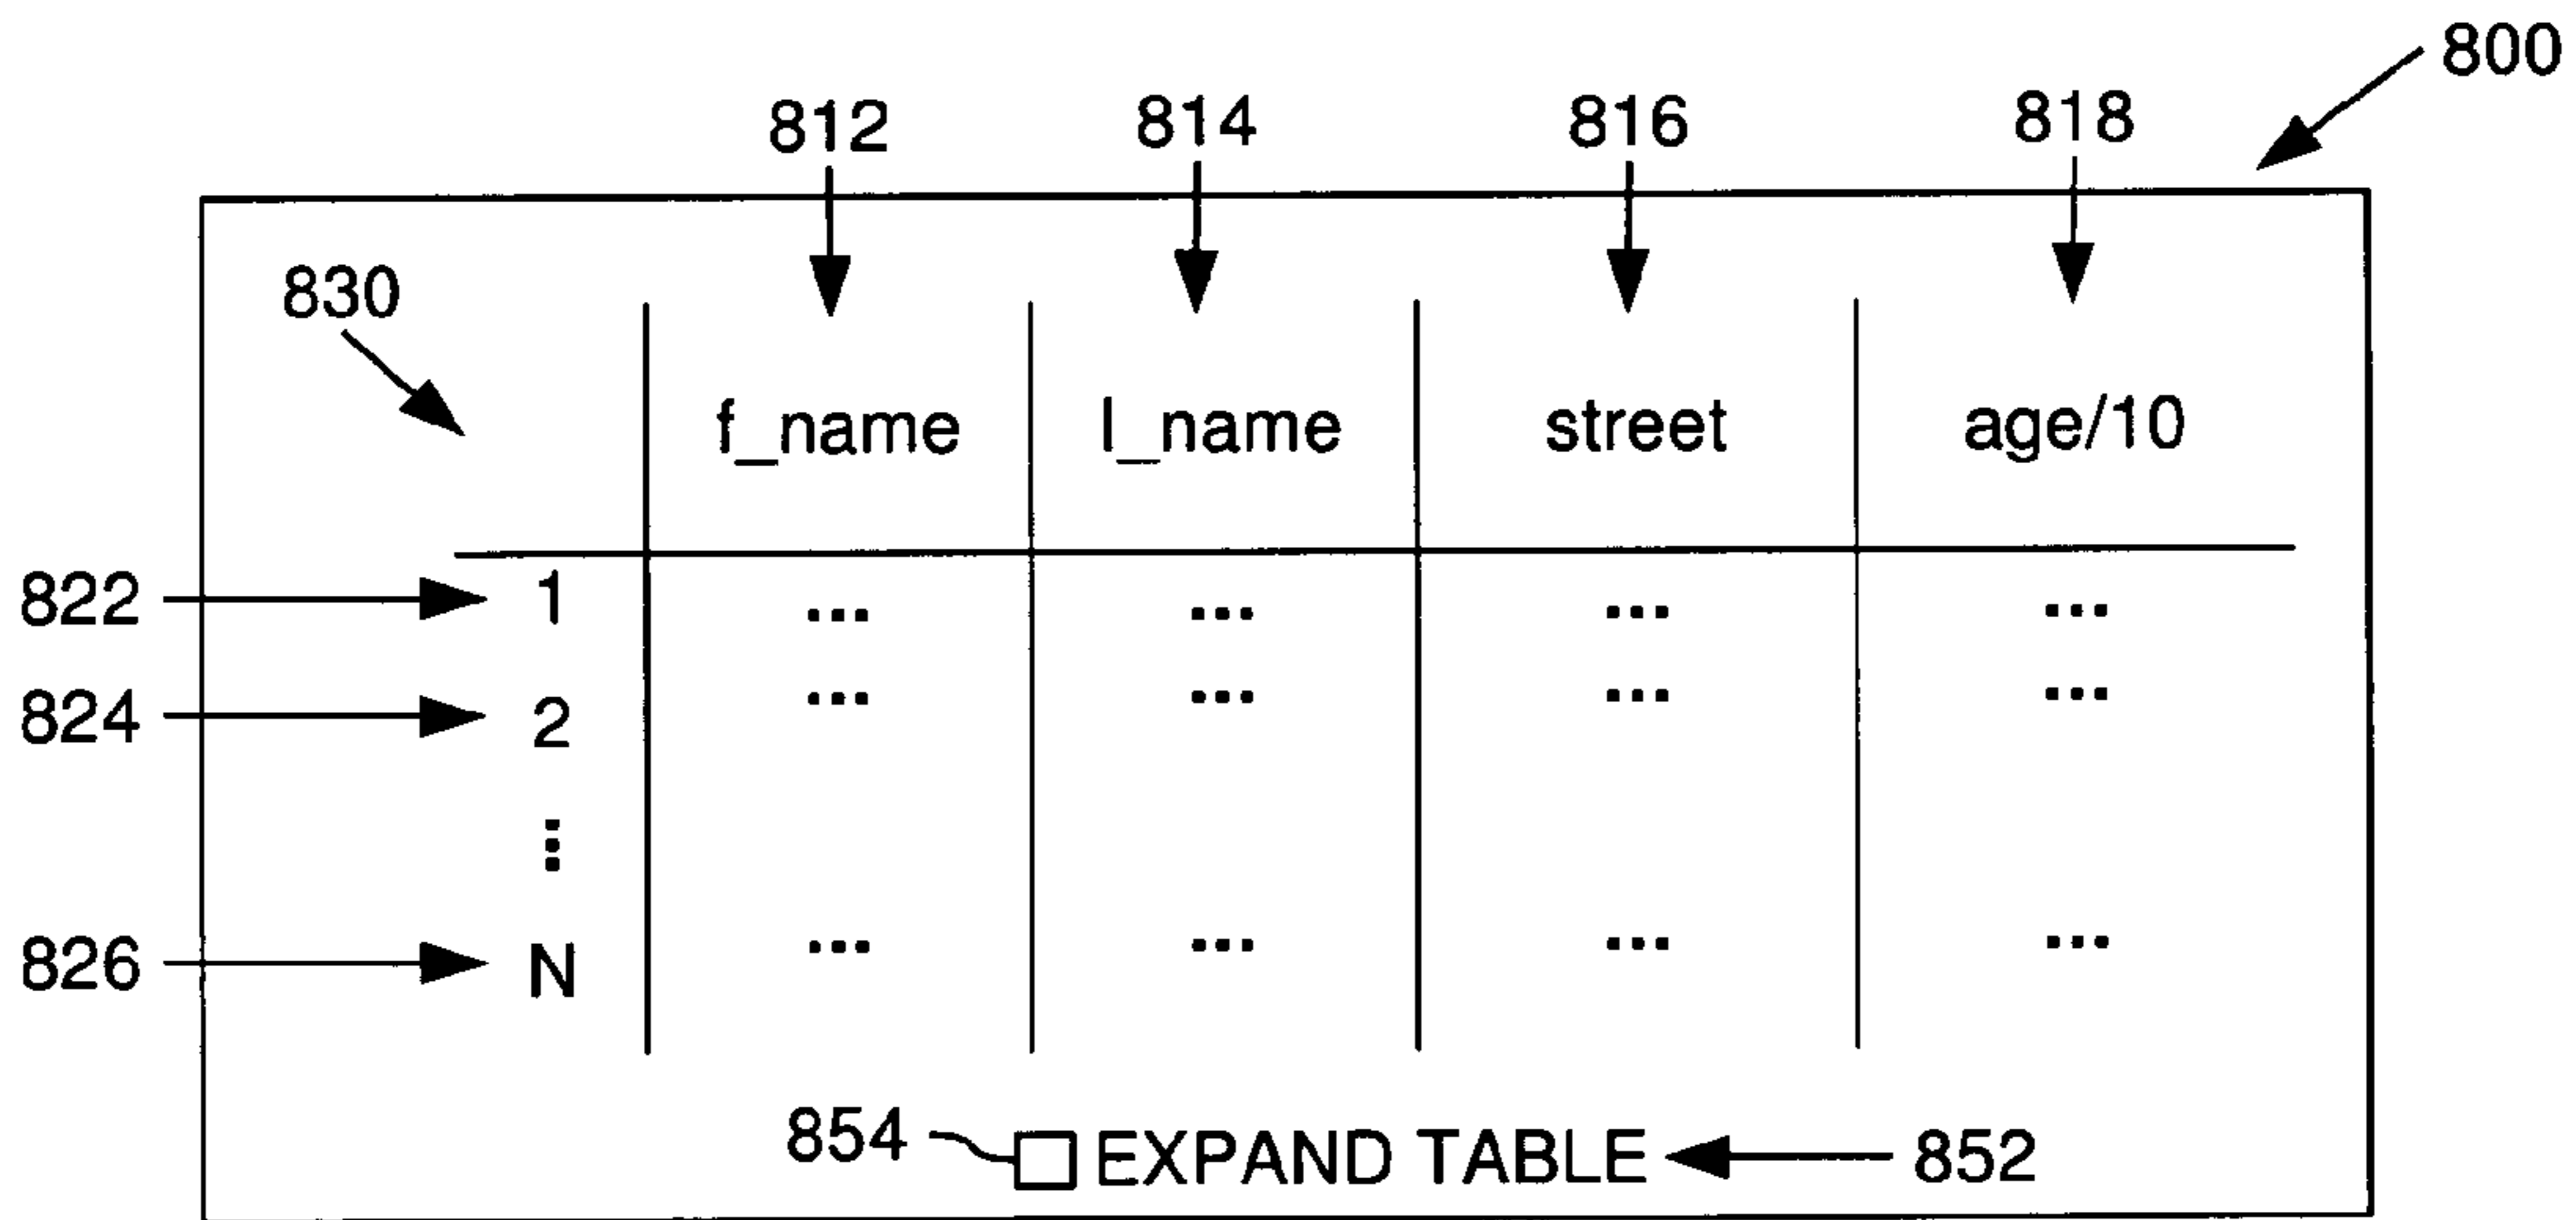 800
812 814 816 818
830
f_name l_name street age/10
822 1 ... ... ... ...
824 2 ... ... ... ...
⋮
826 N ... ... ... ...
854 EXPAND TABLE 852